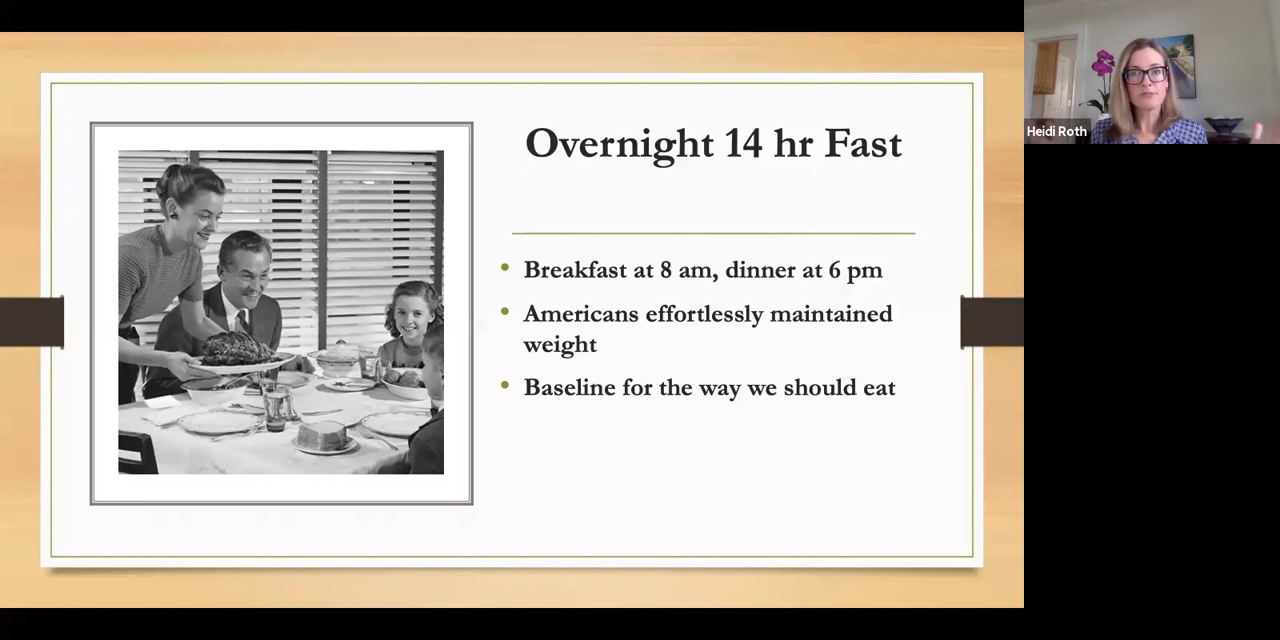 Overnight 14 hr Fast
Breakfast at 8 am, dinner at 6 pm
Americans effortlessly maintained
weight
Baseline for the way we should eat
Heidi Roth